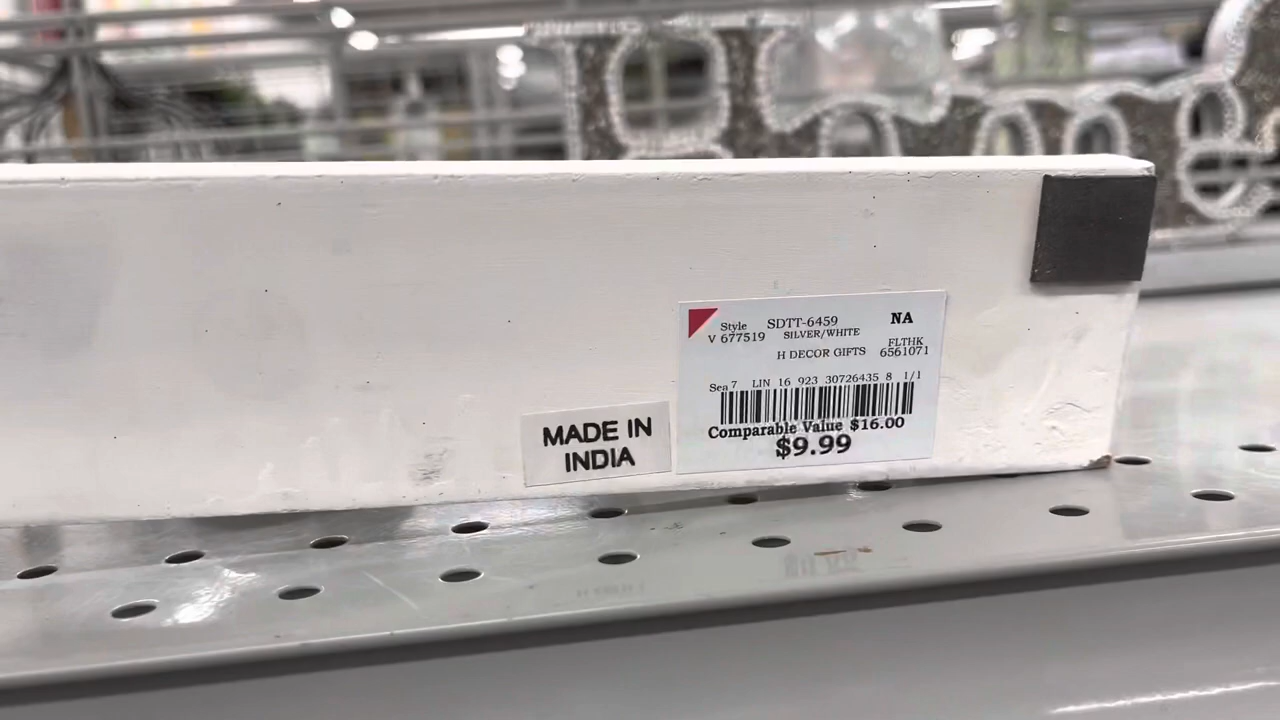 Style SDTT-6459 NA
V 677519 SILVER/WHITE
FLTHK
H DECOR GIFTS 6561071
Sea 7 LIN 16 923 30726435 8 1/1
Comparable Value $16.00
$9.99
MADE IN
INDIA